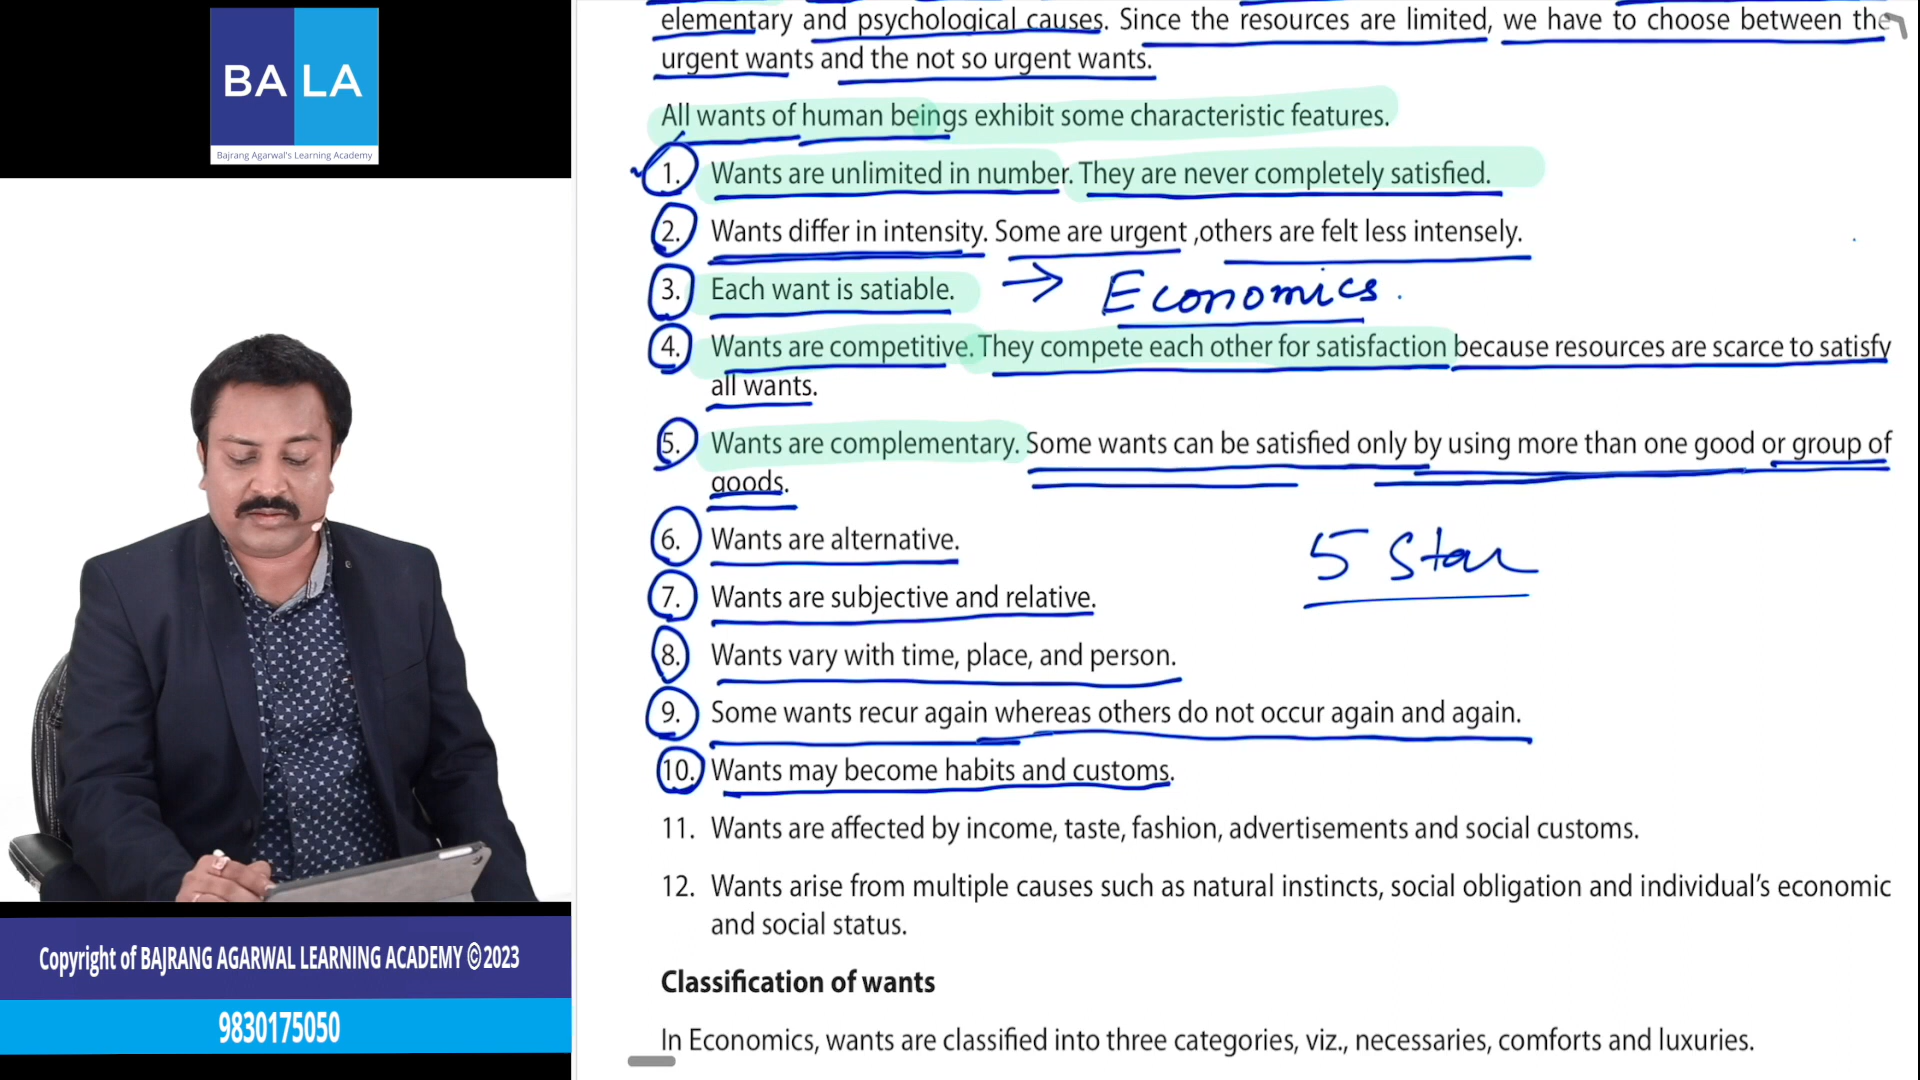 BA LA
Bajrang Agarwal's Learning Academy
elementary and psychological causes. Since the resources are limited, we have to choose between the
urgent wants and the not so urgent wants.
All wants of human beings exhibit some characteristic features.
1. Wants are unlimited in number. They are never completely satisfied.
2. Wants differ in intensity. Some are urgent ,others are felt less intensely.
3. Each want is satiable. → Economics.
4. Wants are competitive. They compete each other for satisfaction because resources are scarce to satisfy
all wants.
5. Wants are complementary. Some wants can be satisfied only by using more than one good or group of
goods.
6. Wants are alternative.
5 Star
7. Wants are subjective and relative.
8. Wants vary with time, place, and person.
9. Some wants recur again whereas others do not occur again and again.
10. Wants may become habits and customs.
11. Wants are affected by income, taste, fashion, advertisements and social customs.
12. Wants arise from multiple causes such as natural instincts, social obligation and individual's economic
and social status.
Classification of wants
In Economics, wants are classified into three categories, viz., necessaries, comforts and luxuries.
Copyright of BAJRANG AGARWAL LEARNING ACADEMY ©2023
9830175050